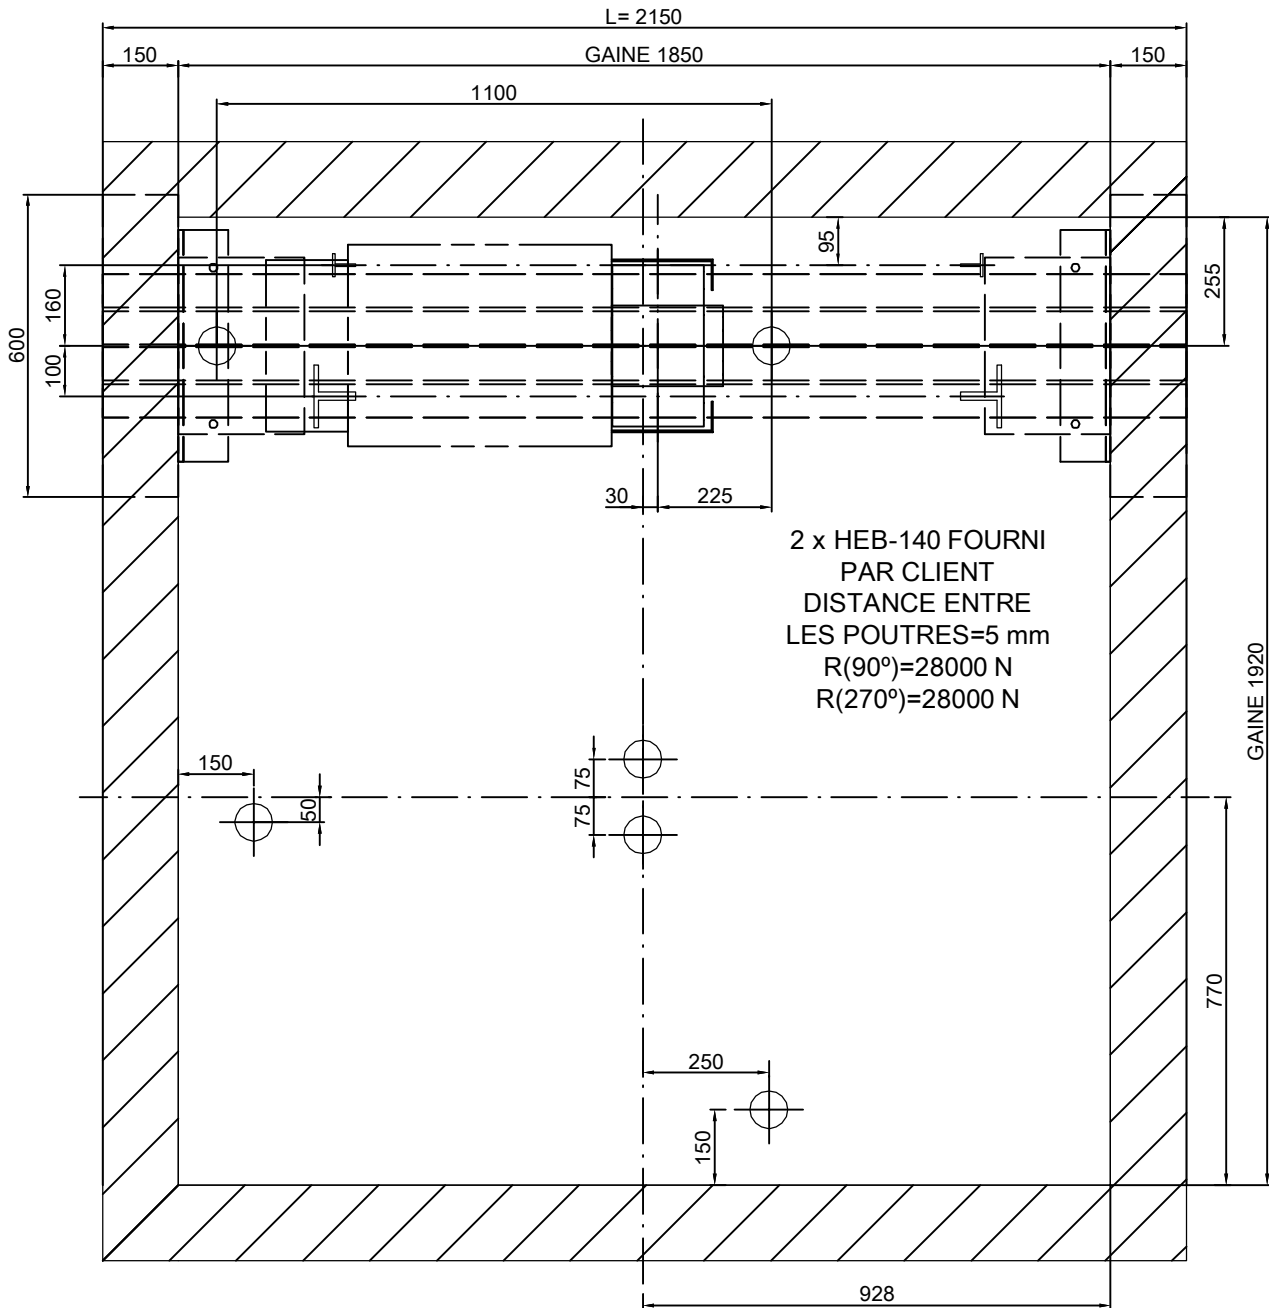 L= 2150
150
GAINE 1850
150
1100
95
255
160
600
100
30
225
2 x HEB-140 FOURNI
PAR CLIENT
DISTANCE ENTRE
LES POUTRES=5 mm
R(90º)=28000 N
R(270º)=28000 N
GAINE 1920
150
75
50
75
770
250
150
928